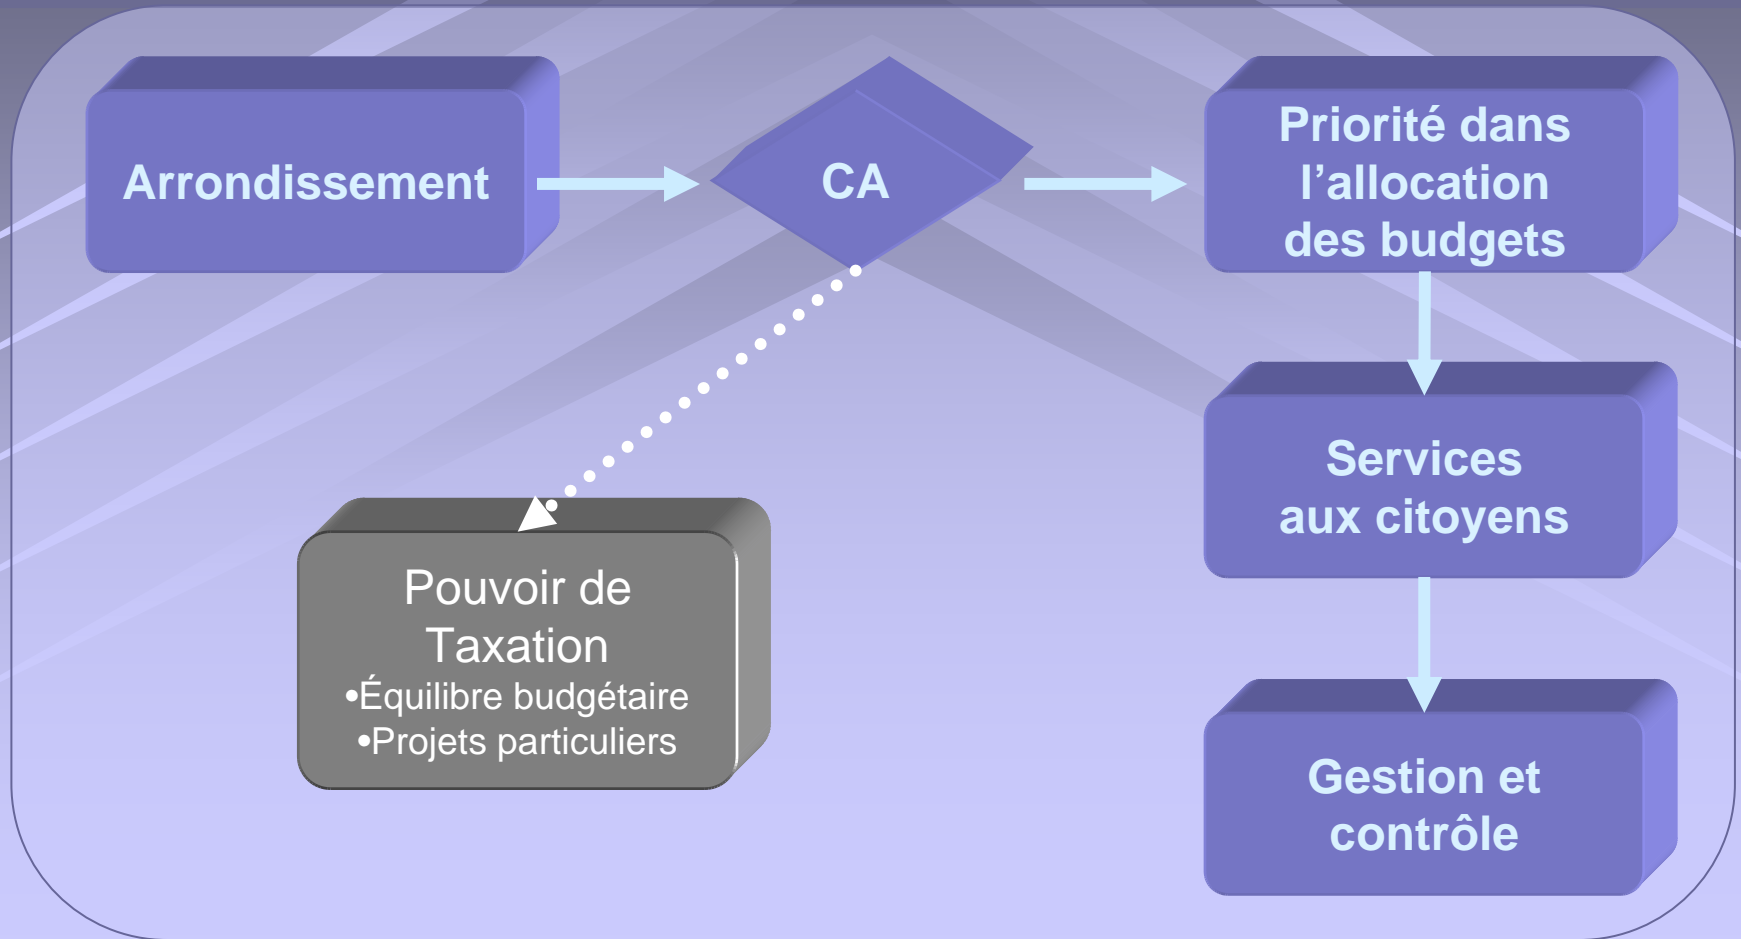 Arrondissement
CA
Priorité dans
l’allocation
des budgets
Services
aux citoyens
Pouvoir de
Taxation
•Équilibre budgétaire
•Projets particuliers
Gestion et
contrôle